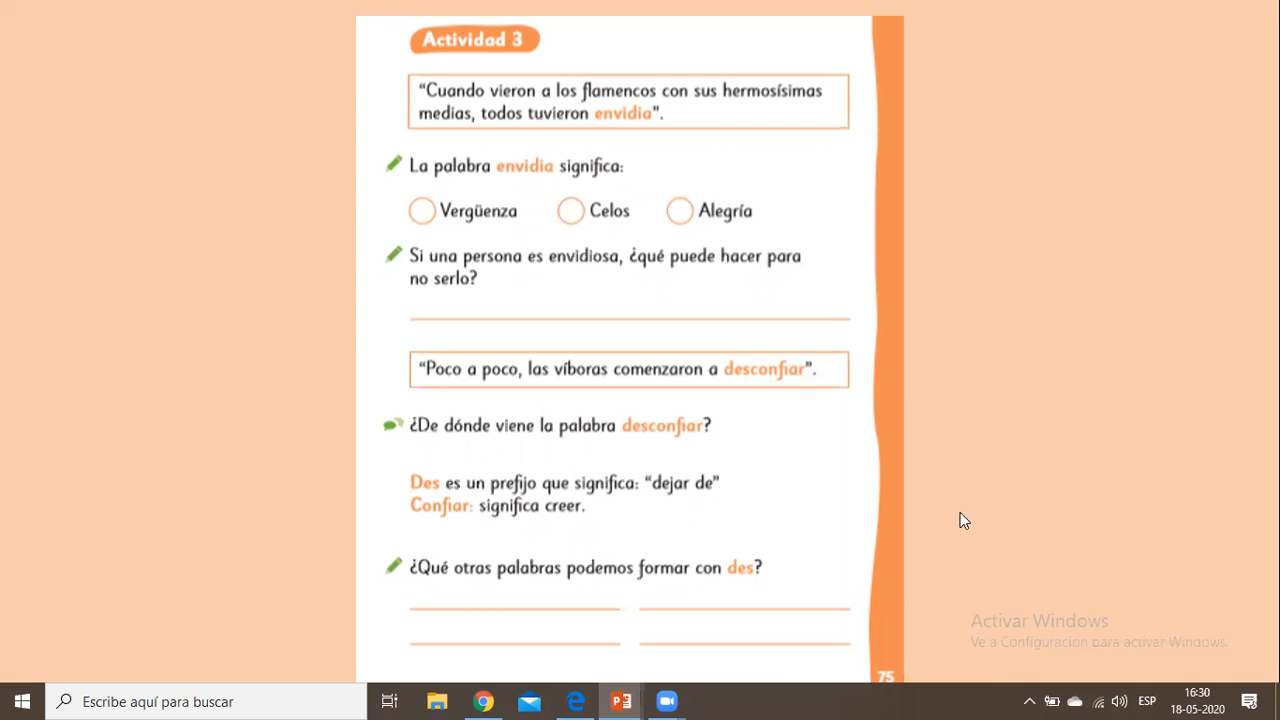 Actividad 3
“Cuando vieron a los flamencos con sus hermosísimas
medias, todos tuvieron envidia”.
La palabra envidia significa:
Vergüenza Celos Alegría
Si una persona es envidiosa, ¿qué puede hacer para
no serlo?
“Poco a poco, las víboras comenzaron a desconfiar”.
¿De dónde viene la palabra desconfiar?
Des es un prefijo que significa: “dejar de”
Confiar: significa creer.
¿Qué otras palabras podemos formar con des?
75
Activar Windows
Ve a Configuración para activar Windows.
Escribe aquí para buscar
ESP
16:30
18-05-2020